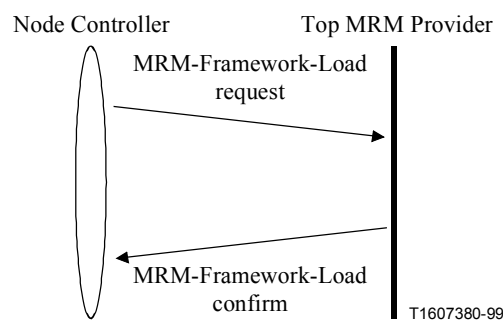 Node Controller
Top MRM Provider
MRM-Framework-Load
request
MRM-Framework-Load
confirm
T1607380-99